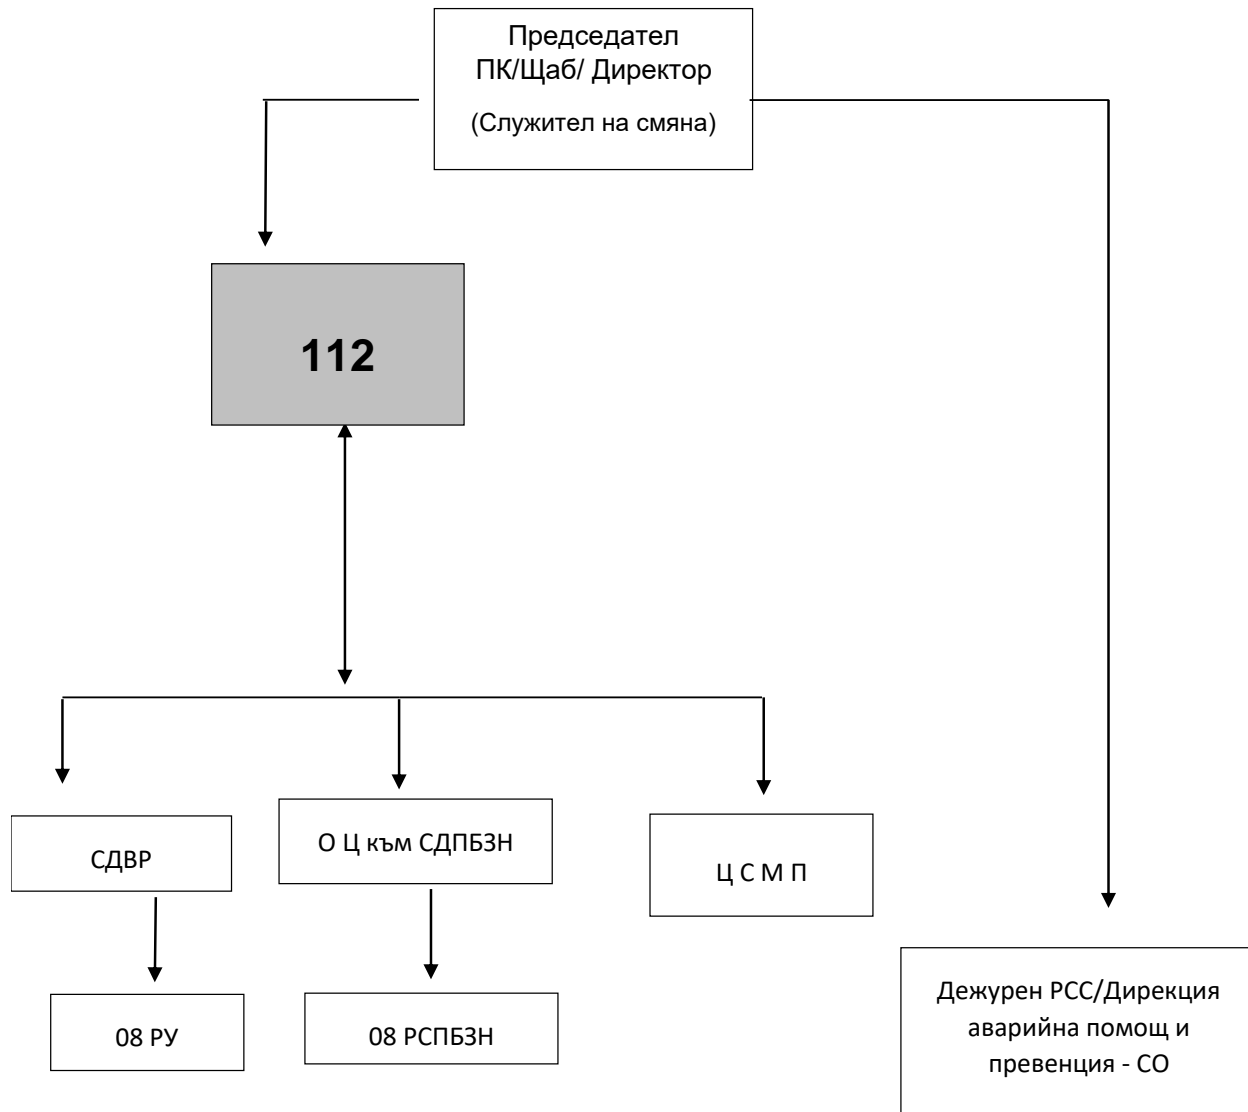 Председател
ПК/Щаб/ Директор
(Служител на смяна)
112
СДВР
О Ц към СДПБЗН
Ц С М П
08 РУ
08 РСПБЗН
Дежурен РСС/Дирекция
аварийна помощ и
превенция - СО